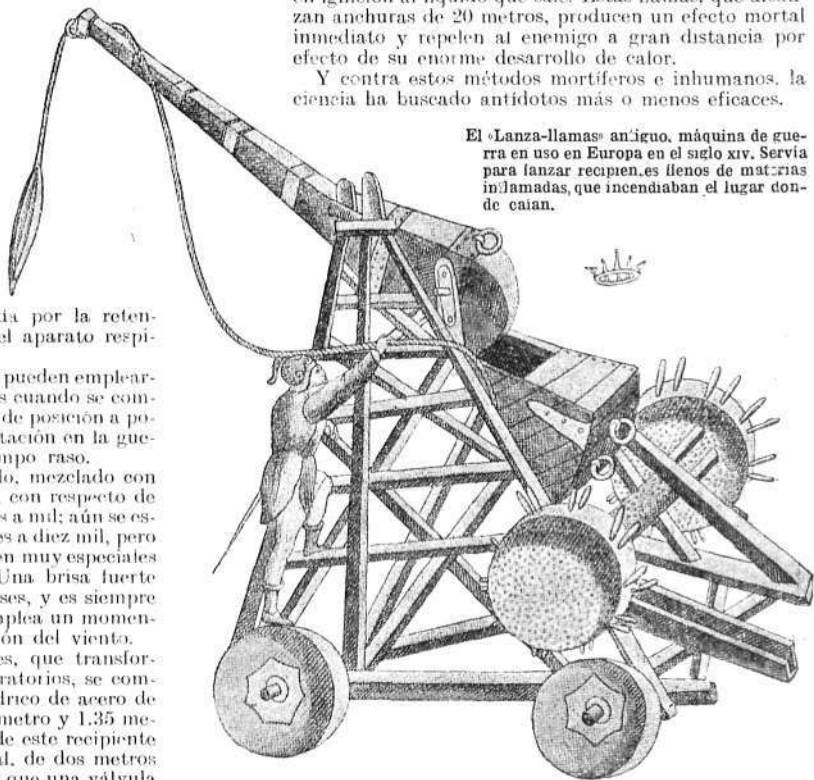 en ignición al líquido que sale. Estas llamas, que alcan-
zan anchuras de 20 metros, producen un efecto mortal
inmediato y repelen al enemigo a gran distancia por
efecto de su enorme desarrollo de calor.
Y contra estos métodos mortíferos e inhumanos, la
ciencia ha buscado antídotos más o menos eficaces.
El «Lanza-llamas» antiguo, máquina de gue-
rra en uso en Europa en el siglo XIV. Servía
para lanzar recipientes llenos de materias
inflamadas, que incendiaban el lugar don-
de caían.
por la reten-
el aparato respi-
pueden emplear-
s cuando se com-
de posición a po-
tación en la gue-
mpo raso.
do, mezclado con
con respecto de
s a mil; aún se es-
es a diez mil, pero
en muy especiales
Una brisa fuerte
ses, y es siempre
plea un momen-
ón del viento.
es, que transfor-
ratorios, se com-
drico de acero de
metro y 1.35 me-
de este recipiente
al, de dos metros
que una válvula